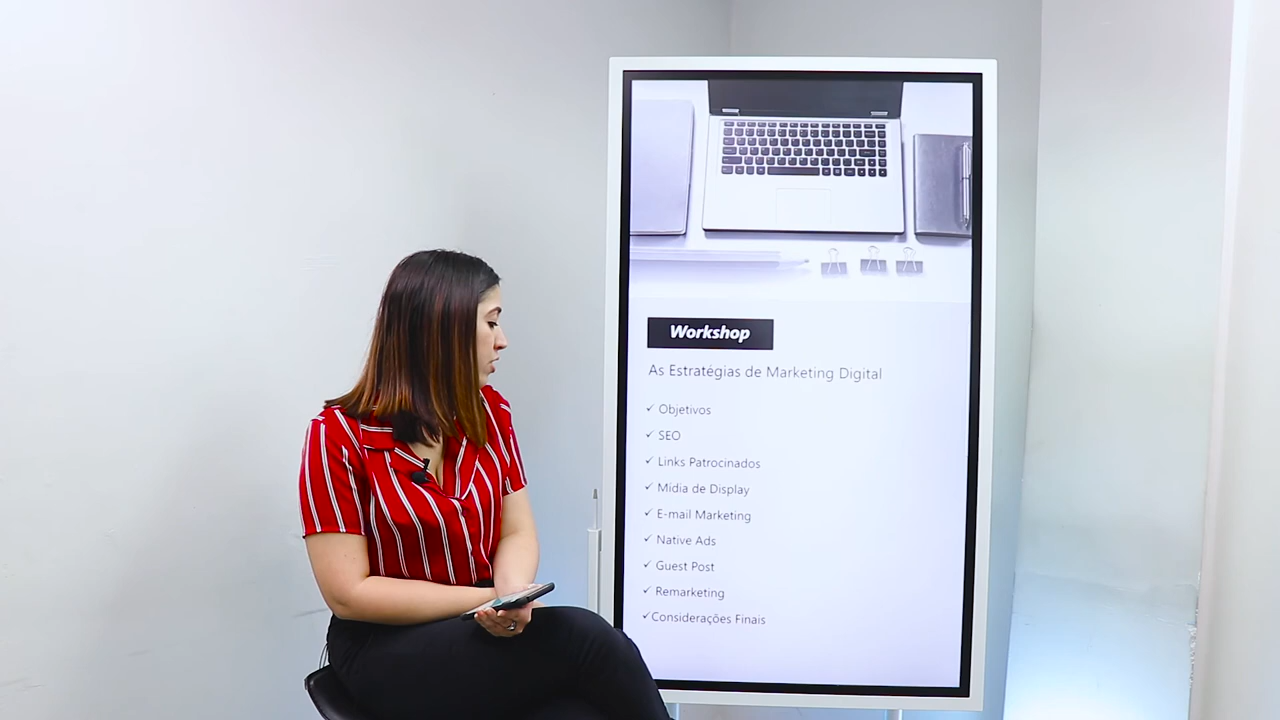 Workshop
As Estratégias de Marketing Digital
✓ Objetivos
✓ SEO
✓ Links Patrocinados
✓ Mídia de Display
✓ E-mail Marketing
✓ Native Ads
✓ Guest Post
✓ Remarketing
✓Considerações Finais